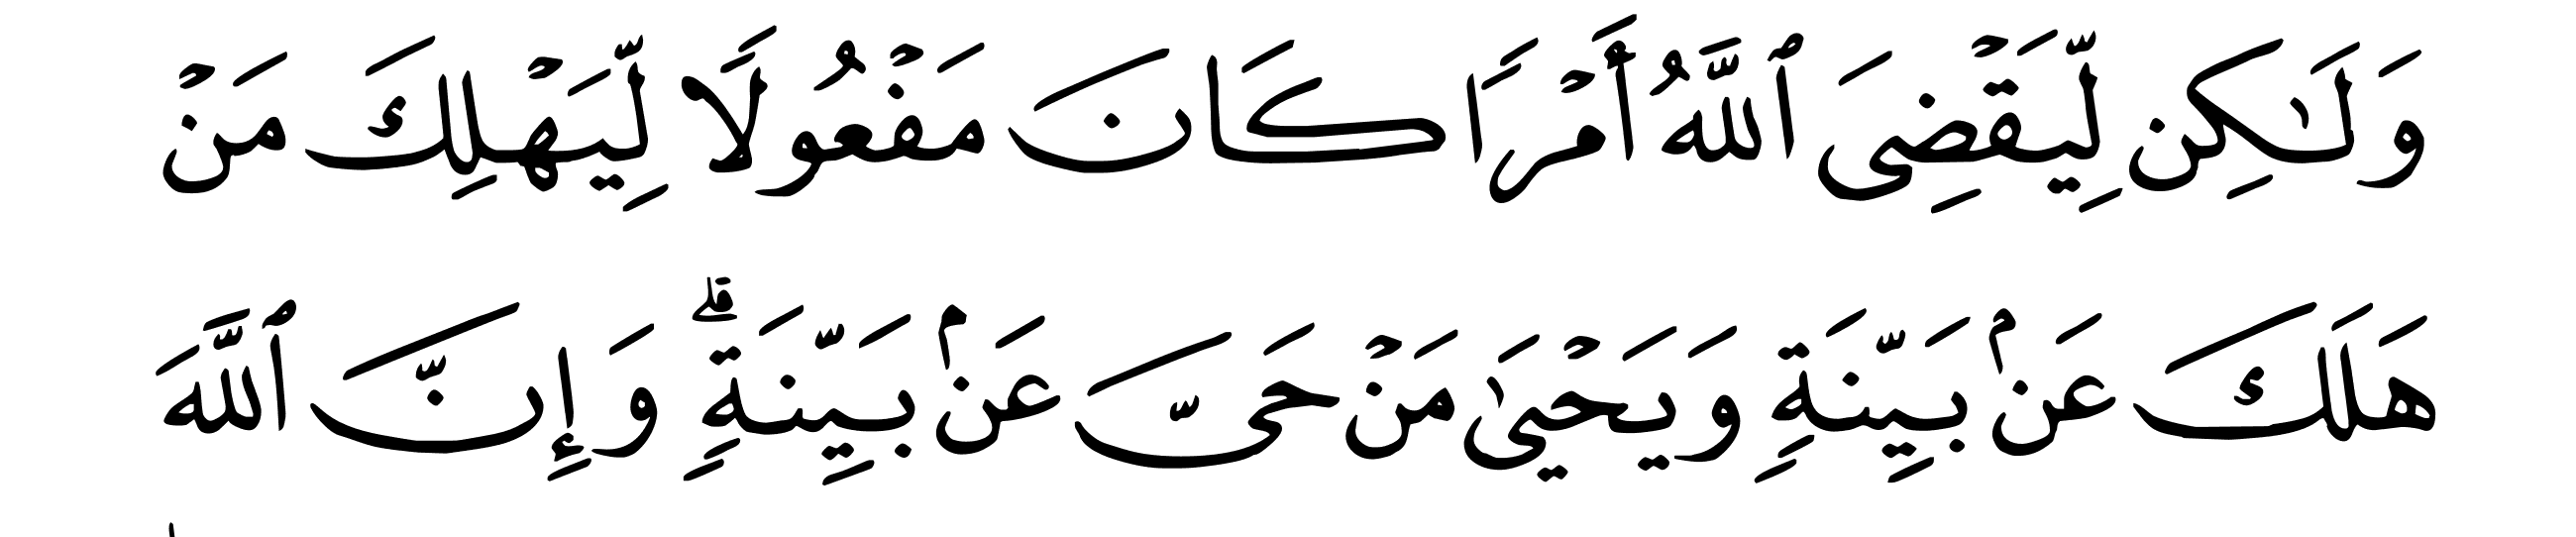 وَلَـٰكِن لِّيَقۡضِىَ ٱللَّهُ أَمۡرࣰا كَانَ مَفۡعُولࣰا لِّيَهۡلِكَ مَنۡ
هَلَكَ عَنۢ بَيِّنَةࣲ وَيَحۡيَىٰ مَنۡ حَىَّ عَنۢ بَيِّنَةࣲۗ وَإِنَّ ٱللَّهَ